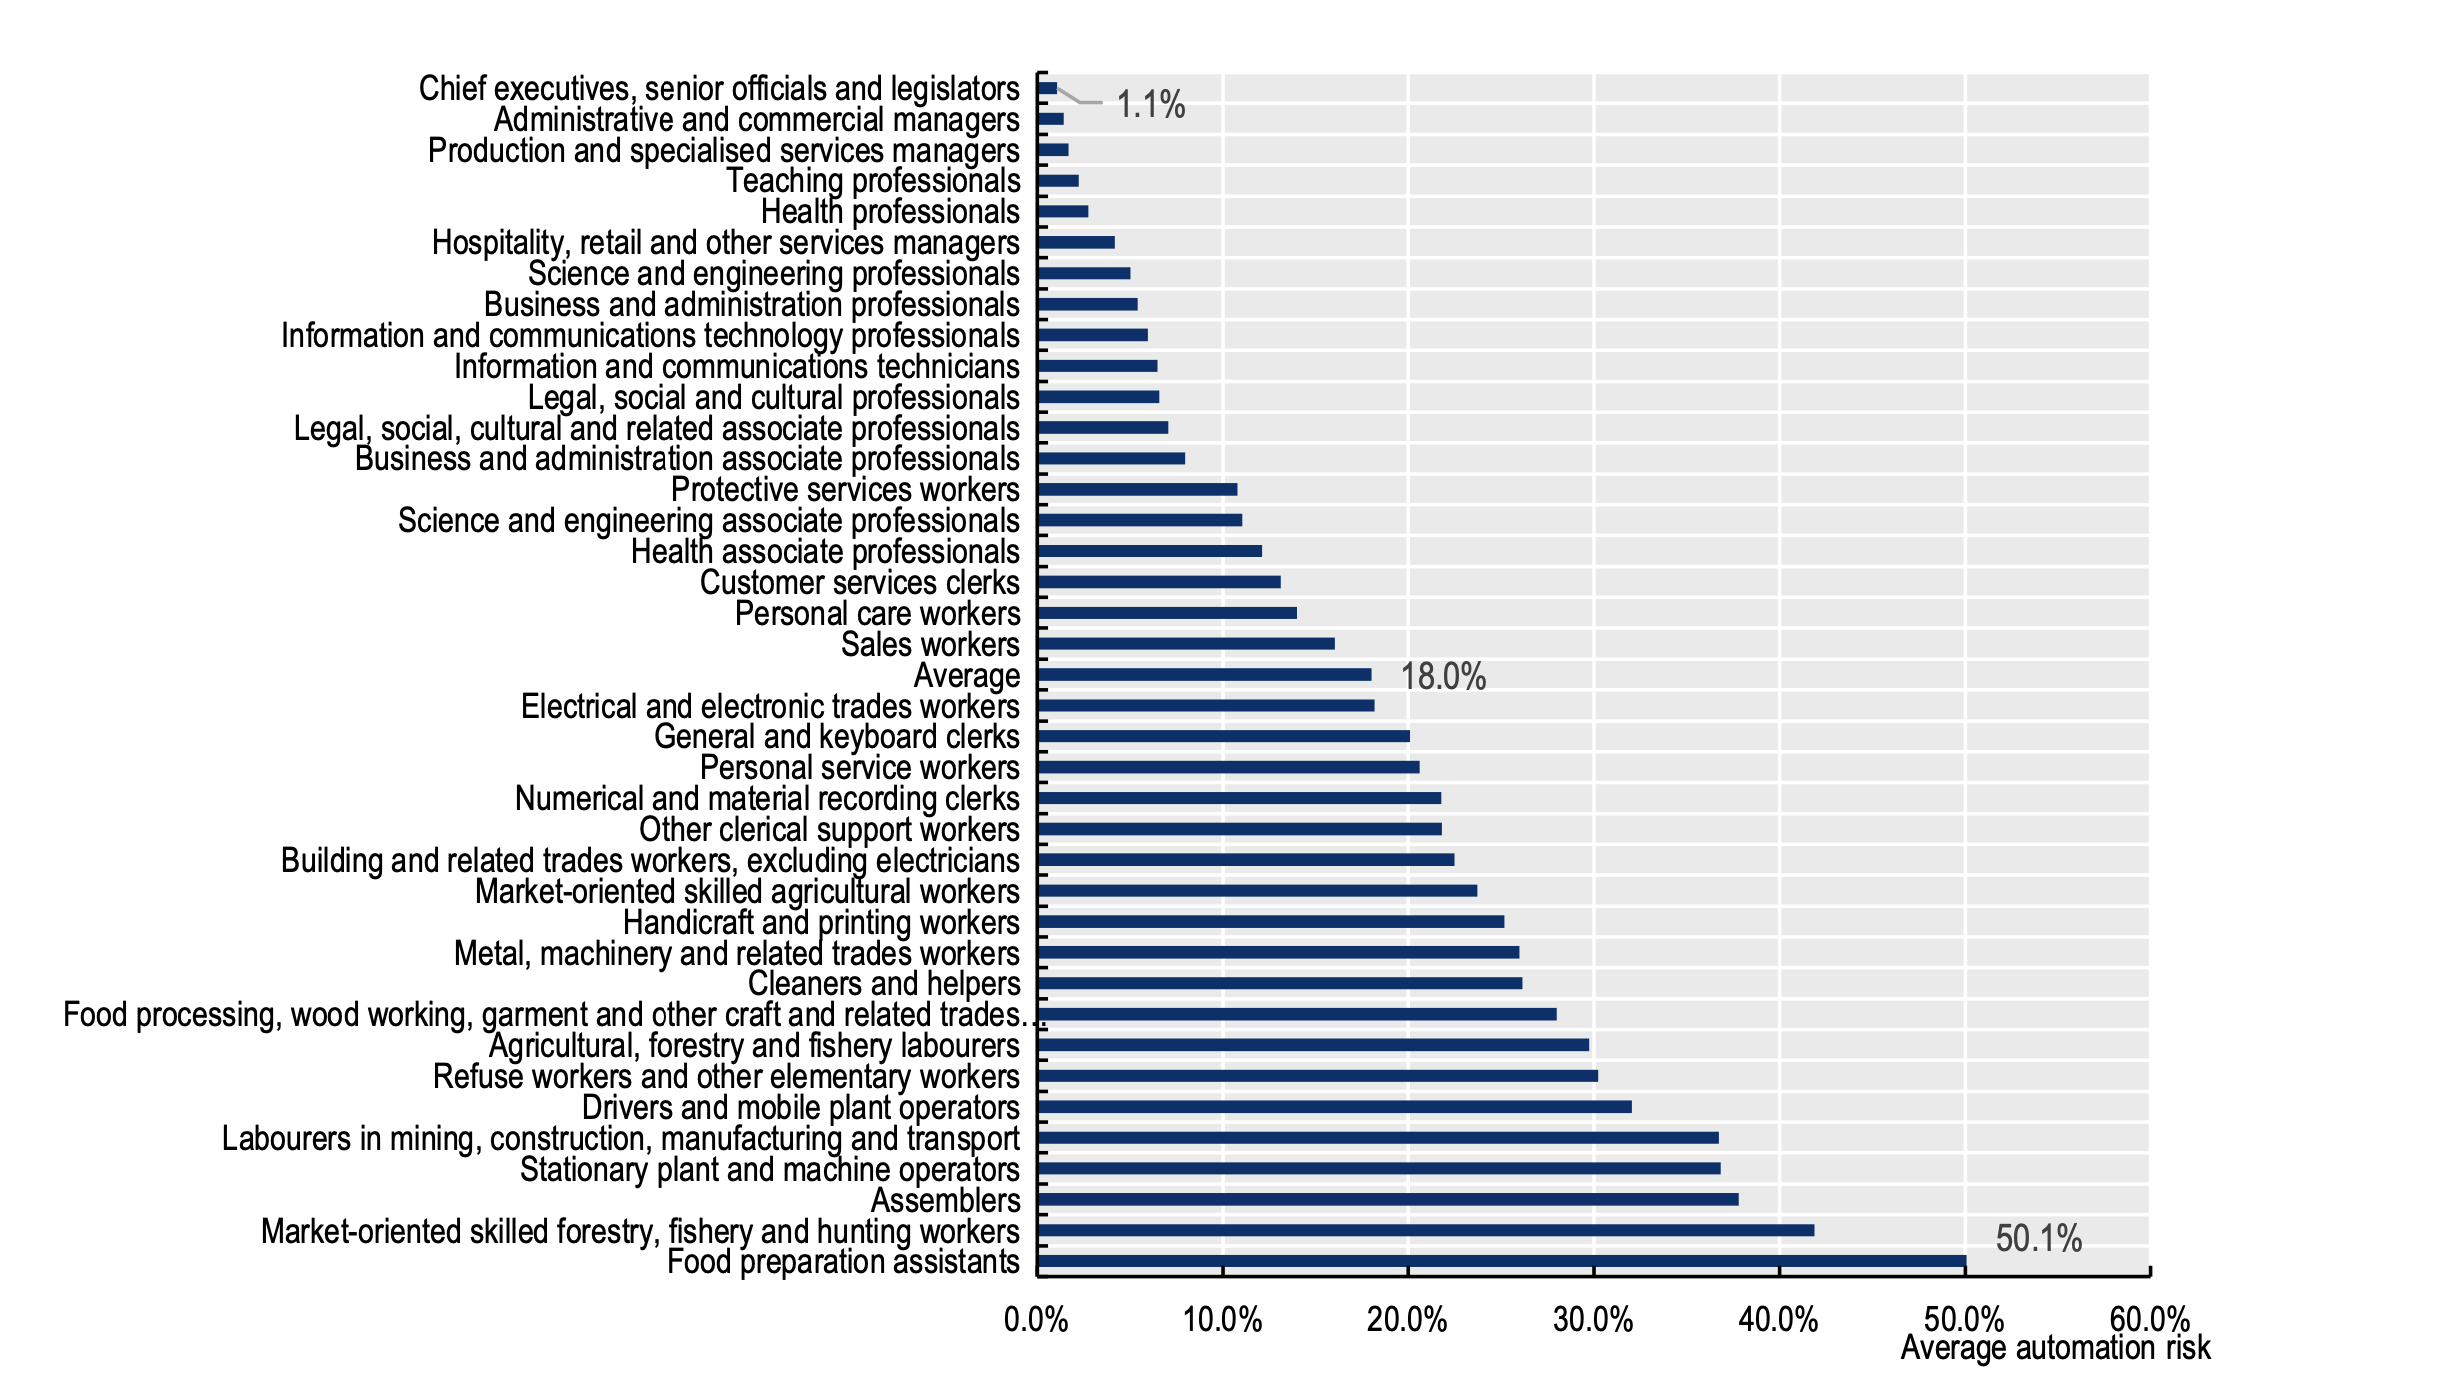 Chief executives, senior officials and legislators
1.1%
Administrative and commercial managers
Production and specialised services managers
Teaching professionals
Health professionals
Hospitality, retail and other services managers
Science and engineering professionals
Business and administration professionals
Information and communications technology professionals
Information and communications technicians
Legal, social and cultural professionals
Legal, social, cultural and related associate professionals
Business and administration associate professionals
Protective services workers
Science and engineering associate professionals
Health associate professionals
Customer services clerks
Personal care workers
Sales workers
Average
18.0%
Electrical and electronic trades workers
General and keyboard clerks
Personal service workers
Numerical and material recording clerks
Other clerical support workers
Building and related trades workers, excluding electricians
Market-oriented skilled agricultural workers
Handicraft and printing workers
Metal, machinery and related trades workers
Cleaners and helpers
Food processing, wood working, garment and other craft and related trades…
Agricultural, forestry and fishery labourers
Refuse workers and other elementary workers
Drivers and mobile plant operators
Labourers in mining, construction, manufacturing and transport
Stationary plant and machine operators
Assemblers
Market-oriented skilled forestry, fishery and hunting workers
50.1%
Food preparation assistants
0.0% 10.0% 20.0% 30.0% 40.0% 50.0% 60.0%
Average automation risk